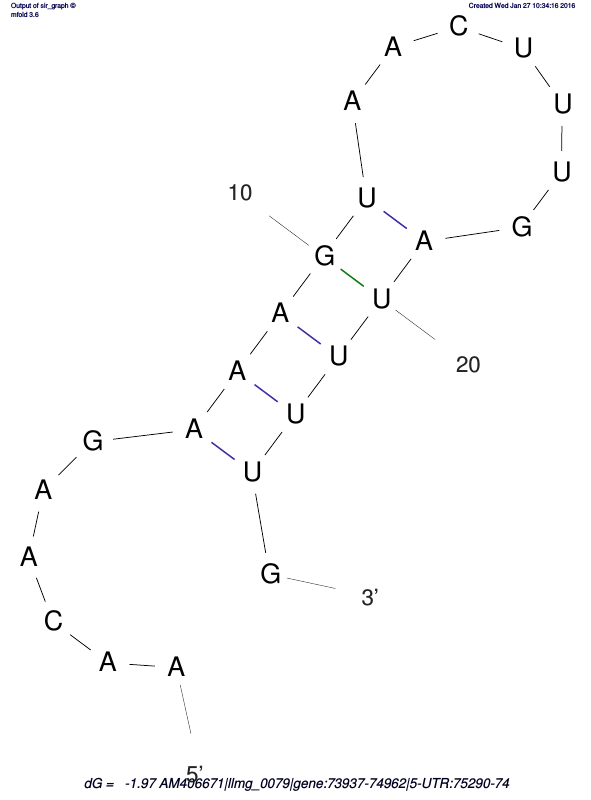 Output of sir_graph ©
mfold 3.6
Created Wed Jan 27 10:34:16 2016
A A C U
A U
U
10 U G
G A
A U
20
A U
G A U
A U
A G
3’
C
A A
5’
dG = -1.97 AM406671|llmg_0079|gene:73937-74962|5-UTR:75290-74